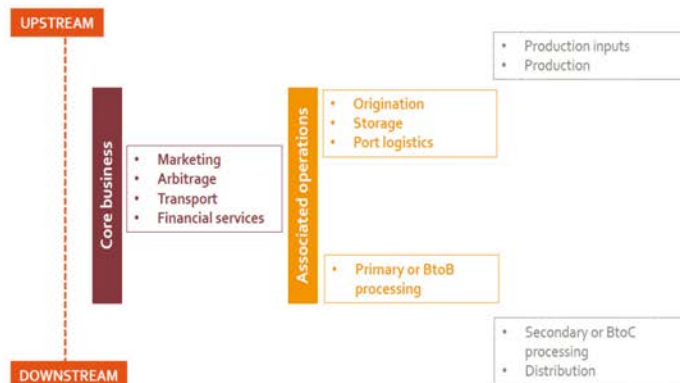 UPSTREAM
• Production inputs
• Production
Core business
• Marketing
• Arbitrage
• Transport
• Financial services
Associated operations
• Origination
• Storage
• Port logistics
• Primary or BtoB
processing
• Secondary or BtoC
processing
• Distribution
DOWNSTREAM